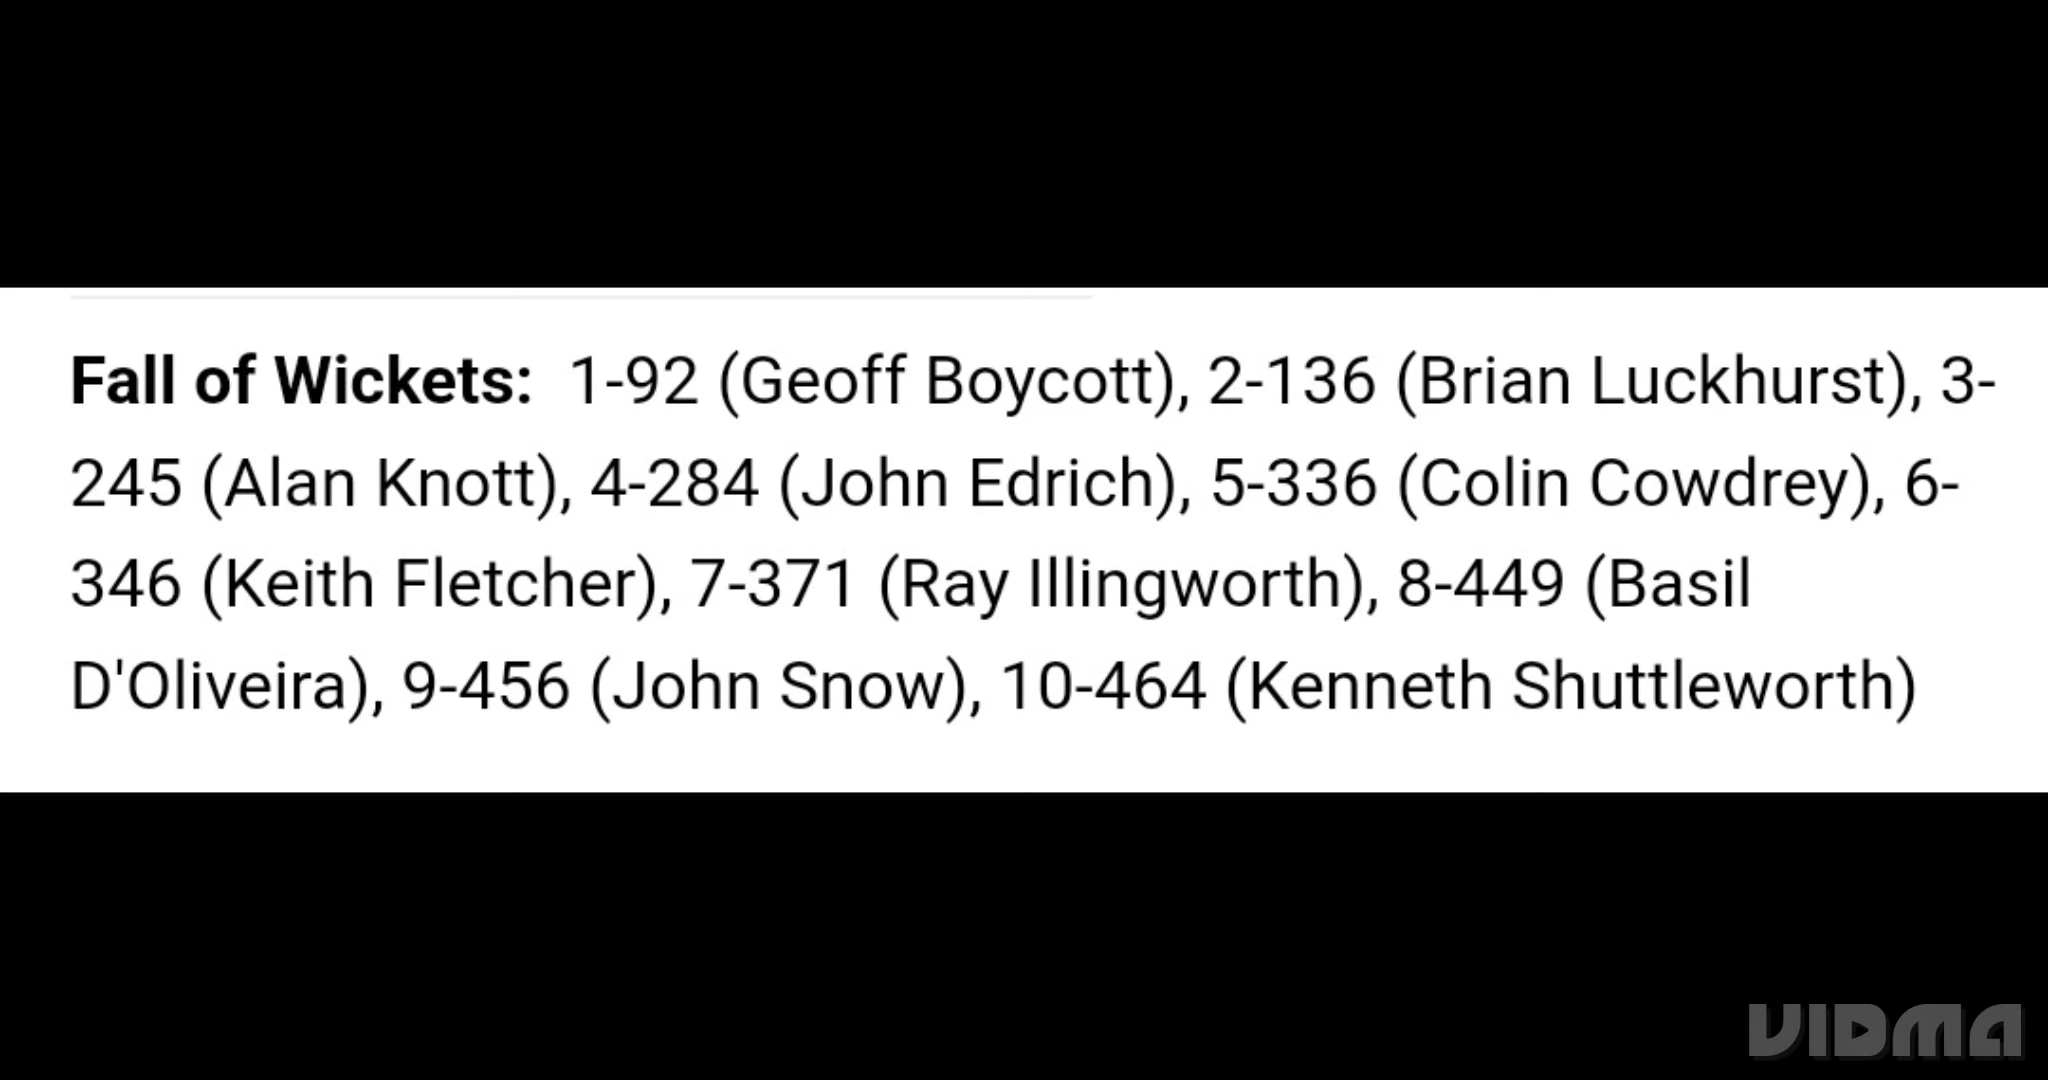 Fall of Wickets:  1-92 (Geoff Boycott), 2-136 (Brian Luckhurst), 3-
245 (Alan Knott), 4-284 (John Edrich), 5-336 (Colin Cowdrey), 6-
346 (Keith Fletcher), 7-371 (Ray Illingworth), 8-449 (Basil
D'Oliveira), 9-456 (John Snow), 10-464 (Kenneth Shuttleworth)
VIDMA